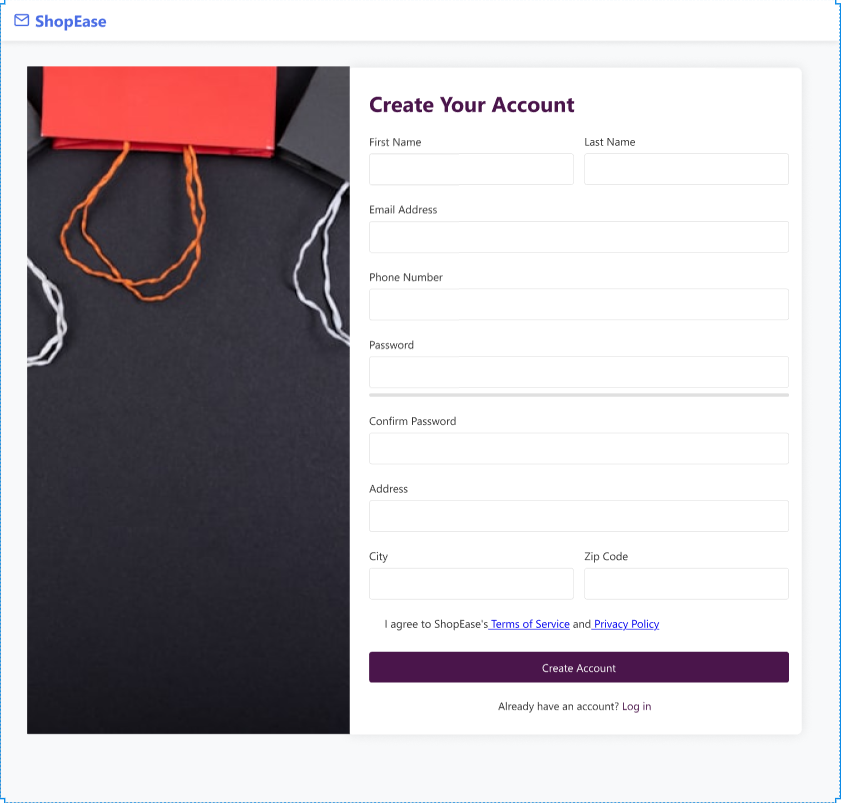 ShopEase
Create Your Account
First Name
Last Name
Email Address
Phone Number
Password
Confirm Password
Address
City
Zip Code
I agree to ShopEase's Terms of Service and Privacy Policy
Create Account
Already have an account? Log in